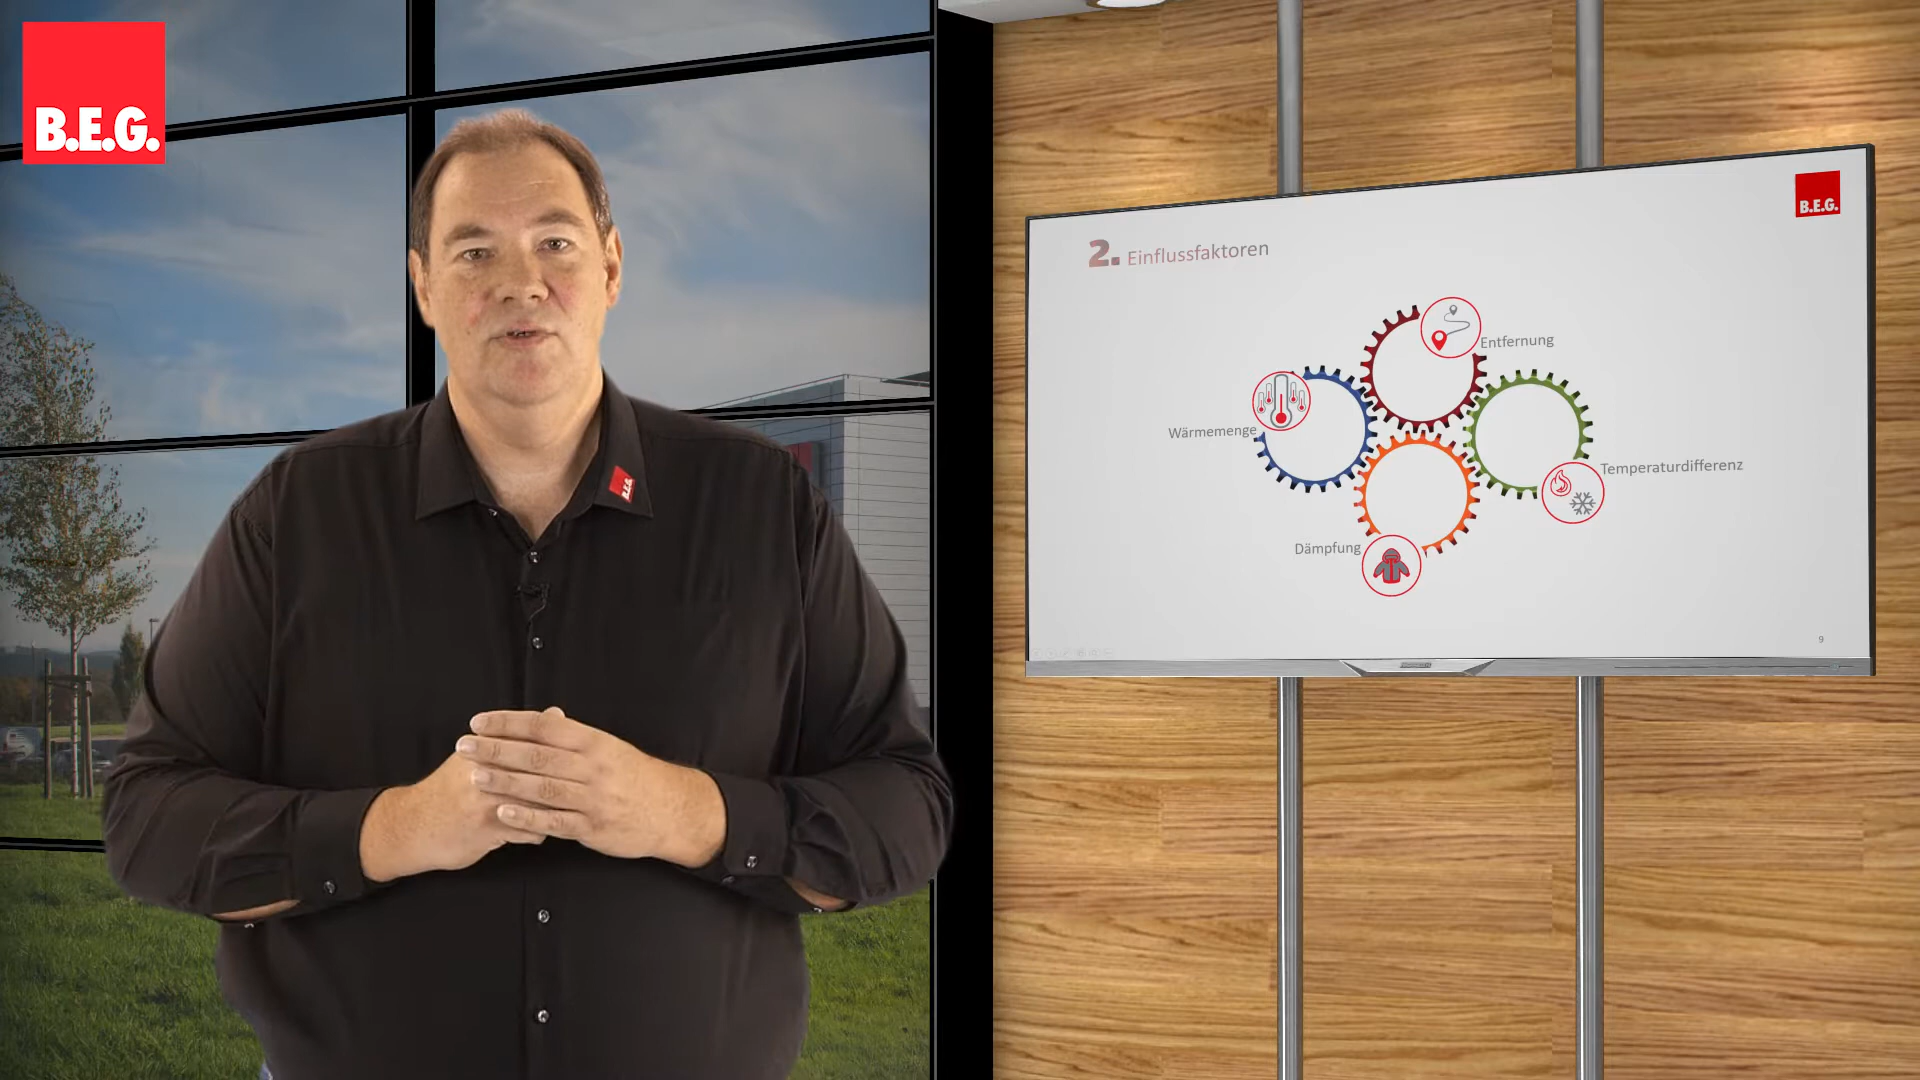 B.E.G.
B.E.G.
B.E.G.
2. Einflussfaktoren
Entfernung
Wärmemenge
Temperaturdifferenz
Dämpfung
9